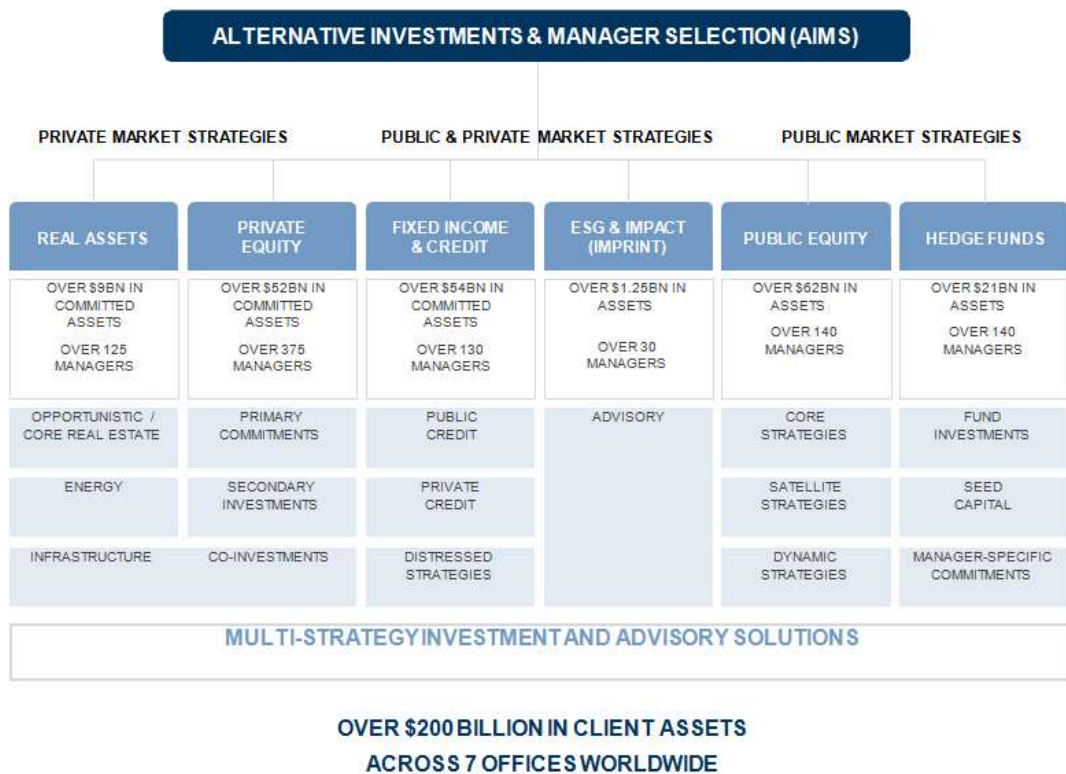 ALTERNATIVE INVESTMENTS & MANAGER SELECTION (AIMS)
PRIVATE MARKET STRATEGIES
PUBLIC & PRIVATE MARKET STRATEGIES
PUBLIC MARKET STRATEGIES
REAL ASSETS
PRIVATE
EQUITY
FIXED INCOME
& CREDIT
ESG & IMPACT
(IMPRINT)
PUBLIC EQUITY
HEDGE FUNDS
OVER $9BN IN
COMMITTED
ASSETS
OVER 125
MANAGERS
OVER $52BN IN
COMMITTED
ASSETS
OVER 375
MANAGERS
OVER $54BN IN
COMMITTED
ASSETS
OVER 130
MANAGERS
OVER $1.25BN IN
ASSETS
OVER 30
MANAGERS
OVER $62BN IN
ASSETS
OVER 140
MANAGERS
OVER $21BN IN
ASSETS
OVER 140
MANAGERS
OPPORTUNISTIC /
CORE REAL ESTATE
PRIMARY
COMMITMENTS
PUBLIC
CREDIT
ADVISORY
CORE
STRATEGIES
FUND
INVESTMENTS
ENERGY
SECONDARY
INVESTMENTS
PRIVATE
CREDIT
SATELLITE
STRATEGIES
SEED
CAPITAL
INFRASTRUCTURE
CO-INVESTMENTS
DISTRESSED
STRATEGIES
DYNAMIC
STRATEGIES
MANAGER-SPECIFIC
COMMITMENTS
MULTI-STRATEGY INVESTMENT AND ADVISORY SOLUTIONS
OVER $200 BILLION IN CLIENT ASSETS
ACROSS 7 OFFICES WORLDWIDE